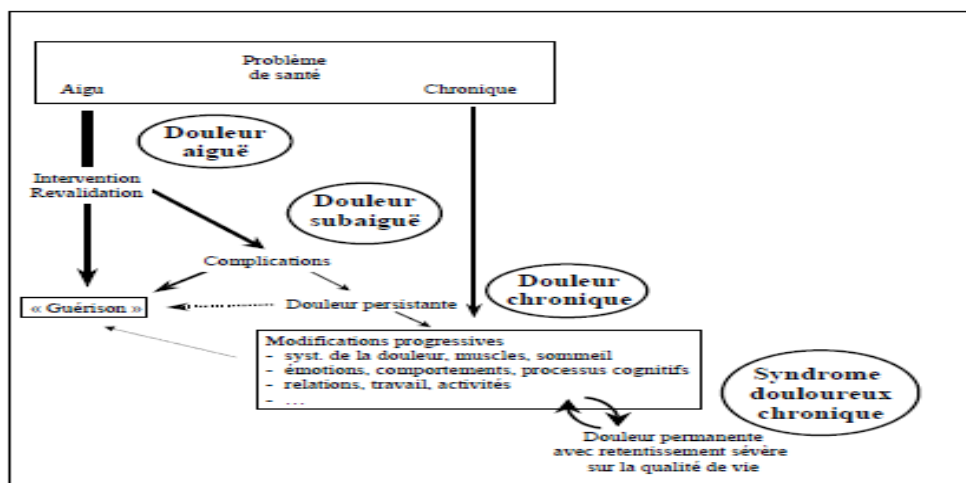 Problème
de santé
Aigu
Chronique
Douleur
aiguë
Intervention
Revalidation
Douleur
subaiguë
Complications
Douleur
chronique
« Guérison »
Douleur persistante
Modifications progressives
- syst. de la douleur, muscles, sommeil
- émotions, comportements, processus cognitifs
- relations, travail, activités
- ...
Syndrome
douloureux
chronique
Douleur permanente
avec retentissement sévère
sur la qualité de vie